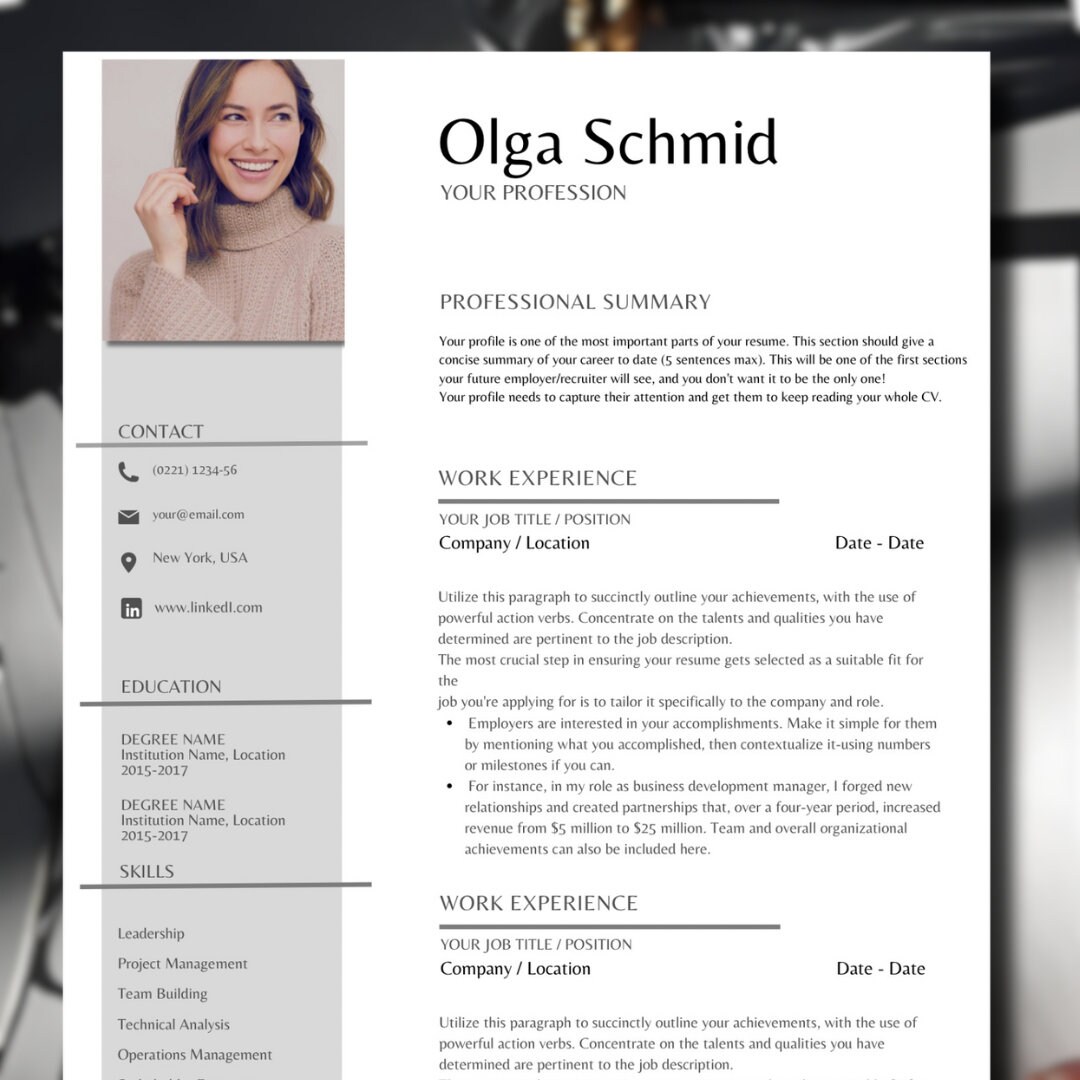 Olga Schmid
YOUR PROFESSION
CONTACT
(0221) 1234-56
your@email.com
New York, USA
in
www.linkedl.com
EDUCATION
DEGREE NAME
Institution Name, Location
2015-2017
DEGREE NAME
Institution Name, Location
2015-2017
SKILLS
Leadership
Project Management
Team Building
Technical Analysis
Operations Management
PROFESSIONAL SUMMARY
Your profile is one of the most important parts of your resume. This section should give a
concise summary of your career to date (5 sentences max). This will be one of the first sections
your future employer/recruiter will see, and you don't want it to be the only one!
Your profile needs to capture their attention and get them to keep reading your whole CV.
WORK EXPERIENCE
YOUR JOB TITLE / POSITION
Company / Location Date - Date
Utilize this paragraph to succinctly outline your achievements, with the use of
powerful action verbs. Concentrate on the talents and qualities you have
determined are pertinent to the job description.
The most crucial step in ensuring your resume gets selected as a suitable fit for
the
job you're applying for is to tailor it specifically to the company and role.
• Employers are interested in your accomplishments. Make it simple for them
by mentioning what you accomplished, then contextualize it-using numbers
or milestones if you can.
• For instance, in my role as business development manager, I forged new
relationships and created partnerships that, over a four-year period, increased
revenue from $5 million to $25 million. Team and overall organizational
achievements can also be included here.
WORK EXPERIENCE
YOUR JOB TITLE / POSITION
Company / Location Date - Date
Utilize this paragraph to succinctly outline your achievements, with the use of
powerful action verbs. Concentrate on the talents and qualities you have
determined are pertinent to the job description.